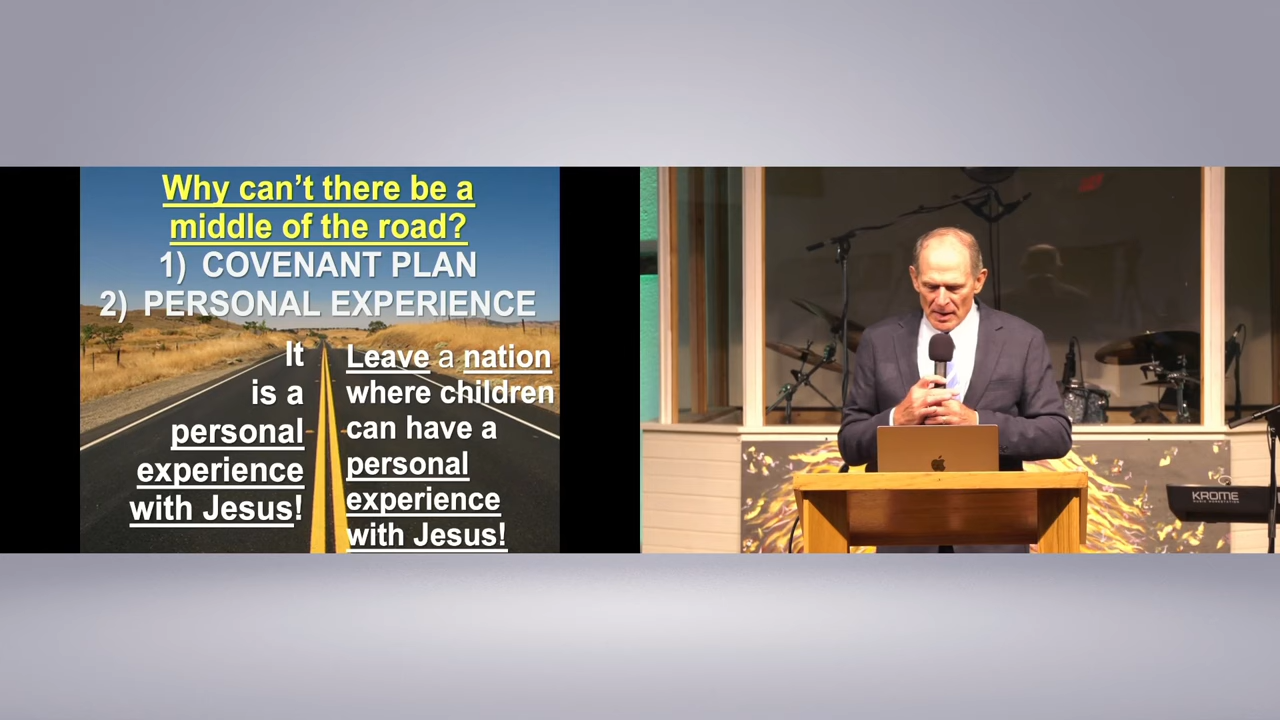 Why can't there be a
middle of the road?
1) COVENANT PLAN
2) PERSONAL EXPERIENCE
It
is a
personal
experience
with Jesus!
Leave a nation
where children
can have a
personal
experience
with Jesus!
KROME